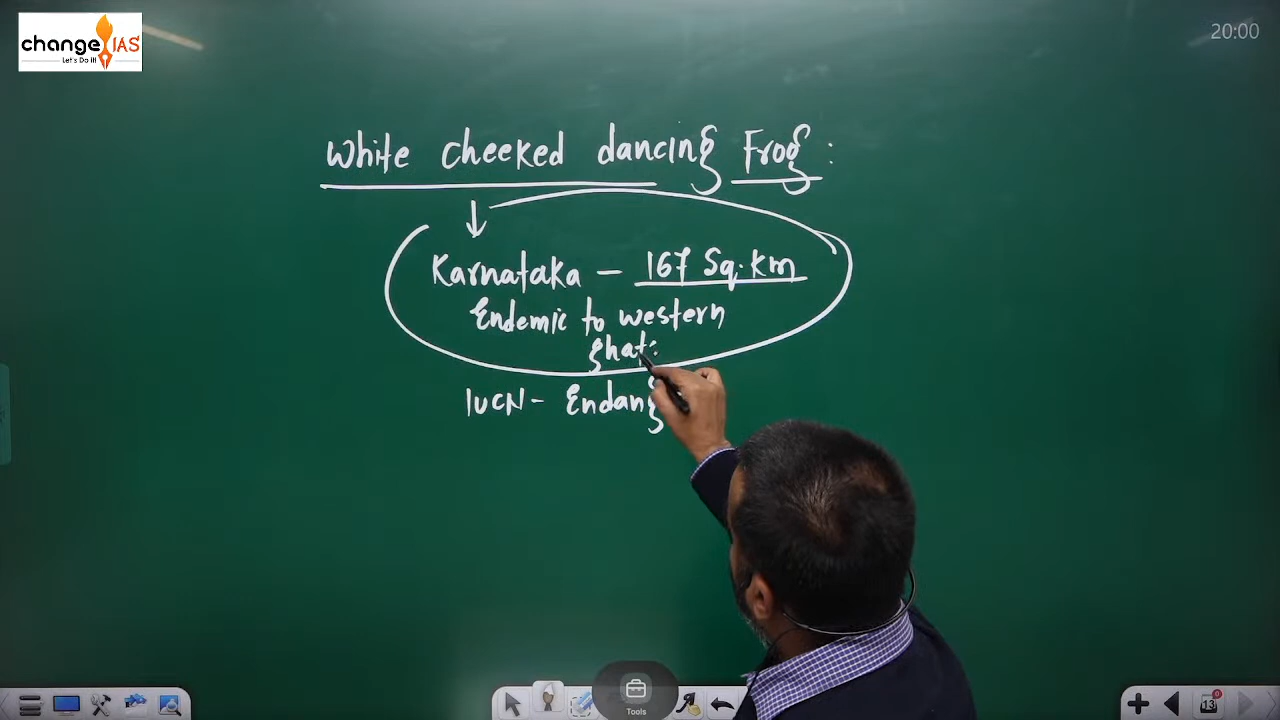 change IAS
Let's Do it!
20:00
White cheeked dancing Frog :
Karnataka – 167 Sq.km
Endemic to western
ghats
IUCN – Endang
Tools
13